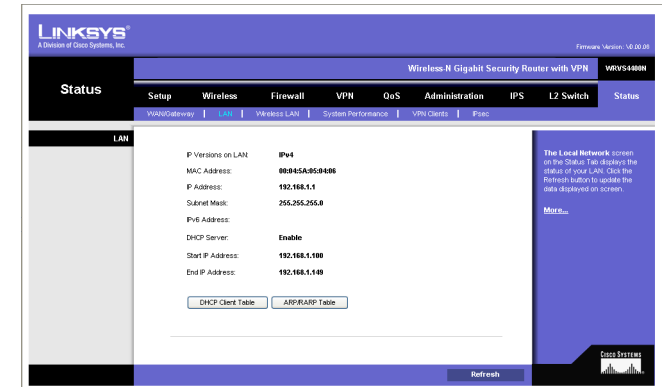 LINKSYS®
A Division of Cisco Systems, Inc.
Firmware Version: V0.00.06
Wireless-N Gigabit Security Router with VPN WRVS4400N
Status
Setup Wireless Firewall VPN QoS Administration IPS L2 Switch Status
WAN/Gateway | LAN | Wireless LAN | System Performance | VPN Clients | IPsec
LAN
IP Versions on LAN: IPv4
MAC Address: 00:04:5A:05:04:06
IP Address: 192.168.1.1
Subnet Mask: 255.255.255.0
IPv6 Address:
DHCP Server: Enable
Start IP Address: 192.168.1.100
End IP Address: 192.168.1.149
DHCP Client Table ARP/RARP Table
The Local Network screen
on the Status Tab displays the
status of your LAN. Click the
Refresh button to update the
data displayed on screen.
More...
Refresh
CISCO SYSTEMS